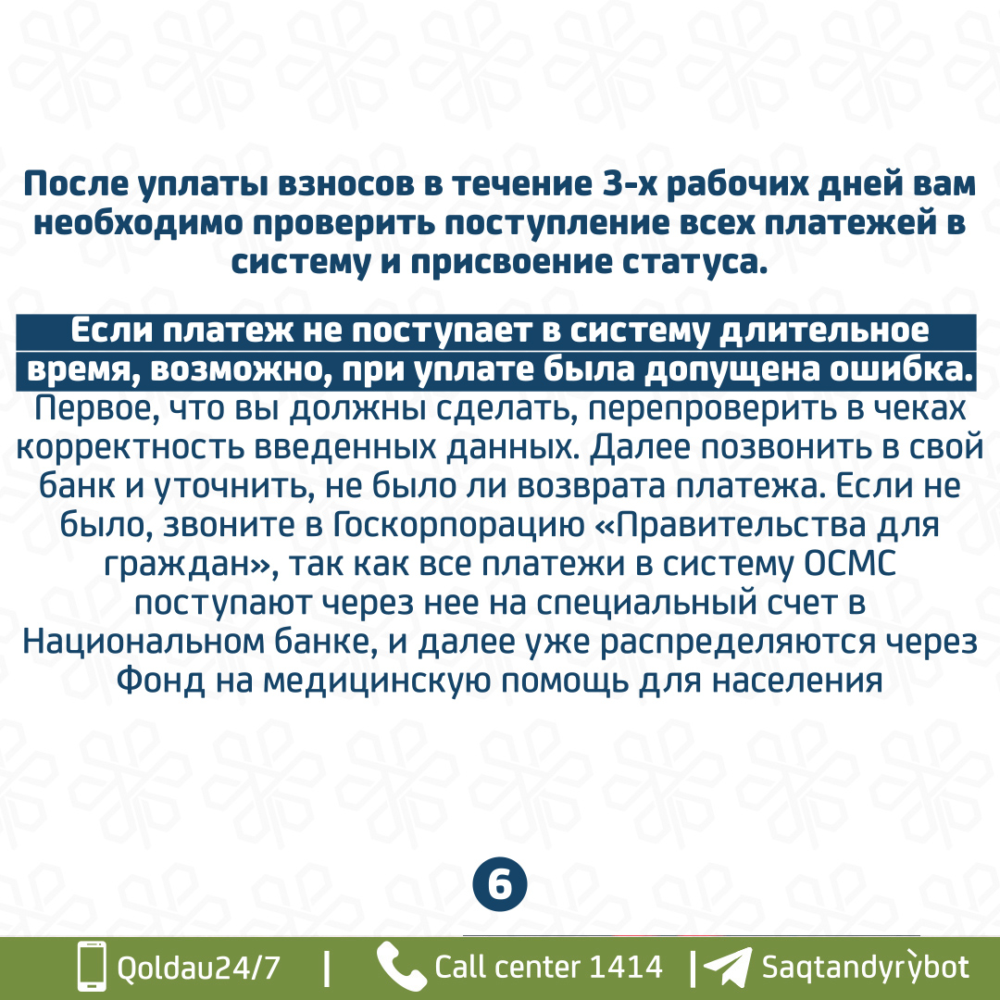 После уплаты взносов в течение 3-х рабочих дней вам
необходимо проверить поступление всех платежей в
систему и присвоение статуса.
Если платеж не поступает в систему длительное
время, возможно, при уплате была допущена ошибка.
Первое, что вы должны сделать, перепроверить в чеках
корректность введенных данных. Далее позвонить в свой
банк и уточнить, не было ли возврата платежа. Если не
было, звоните в Госкорпорацию «Правительства для
граждан», так как все платежи в систему ОСМС
поступают через нее на специальный счет в
Национальном банке, и далее уже распределяются через
Фонд на медицинскую помощь для населения
6
Qoldau24/7 | Call center 1414 | Saqtandyrỳbot